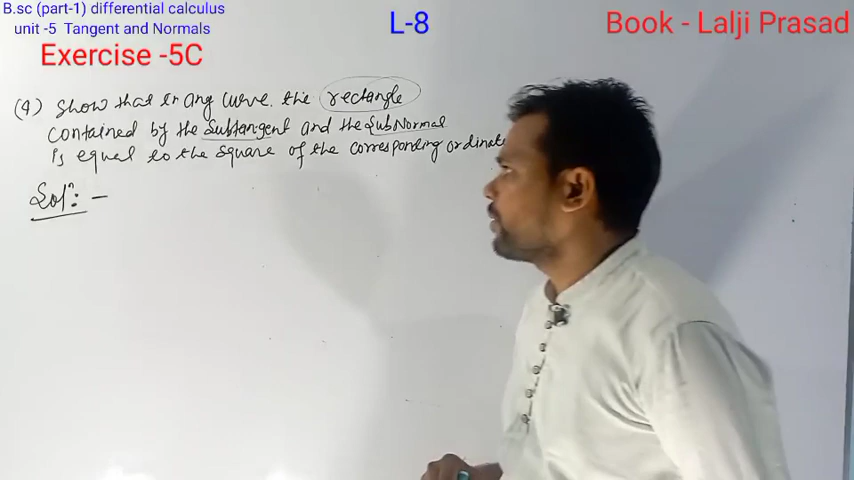 B.sc (part-1) differential calculus
unit -5 Tangent and Normals
Exercise -5C
L-8
Book - Lalji Prasad
(4) Show that in any curve. the rectangle
contained by the Subtangent and the SubNormal
Is equal to the square of the corresponding ordinate
Solⁿ: -